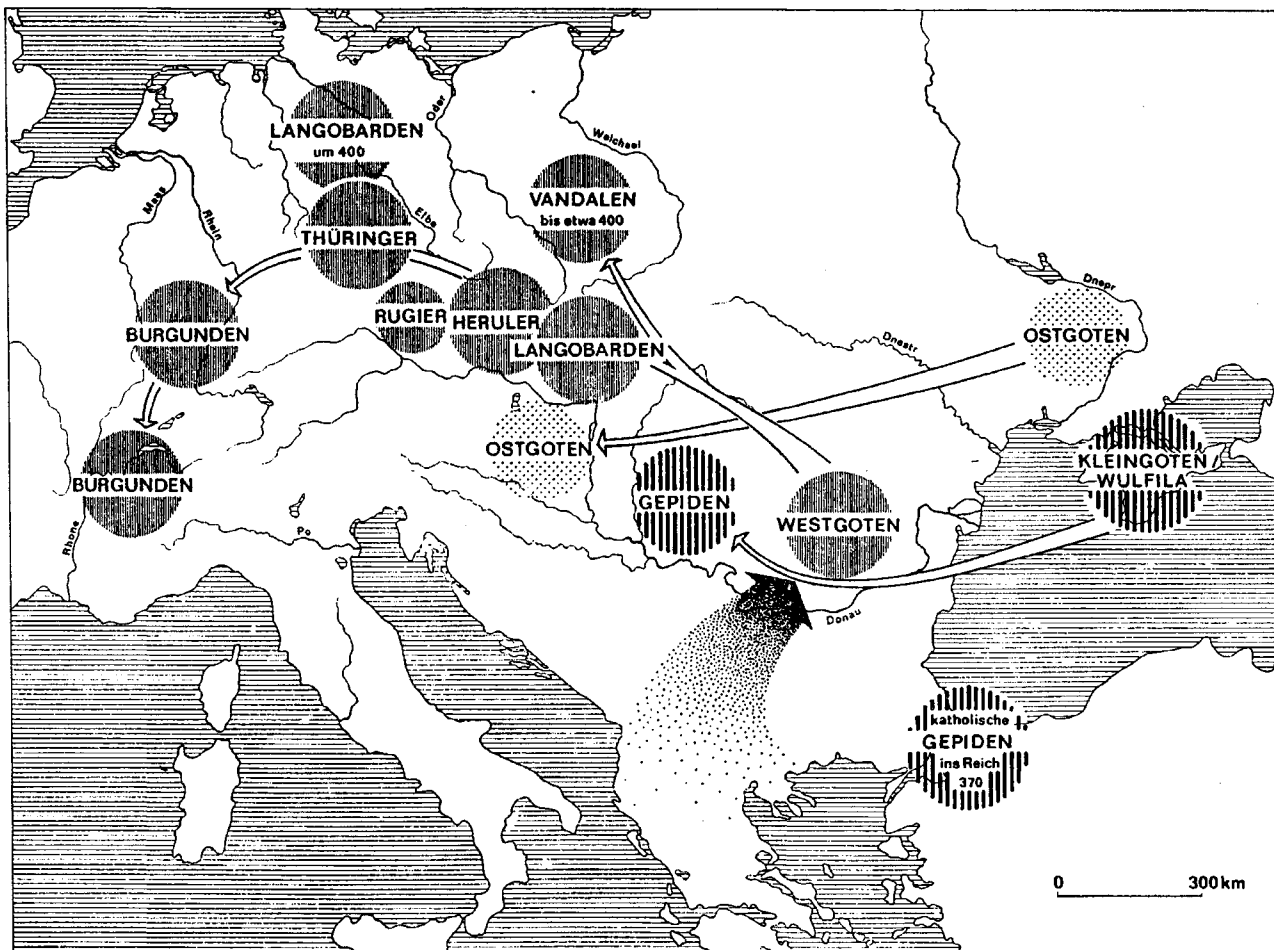 LANGOBARDEN
um 400
Oder
Weichsel
VANDALEN
bis etwa 400
Maas
Rhein
Elbe
THÜRINGER
Dnepr
BURGUNDEN
RUGIER
HERULER
LANGOBARDEN
Dnestr
OSTGOTEN
OSTGOTEN
KLEINGOTEN
WULFILA
BURGUNDEN
GEPIDEN
WESTGOTEN
Rhone
Po
Donau
katholische
GEPIDEN
ins Reich
370
0 300 km